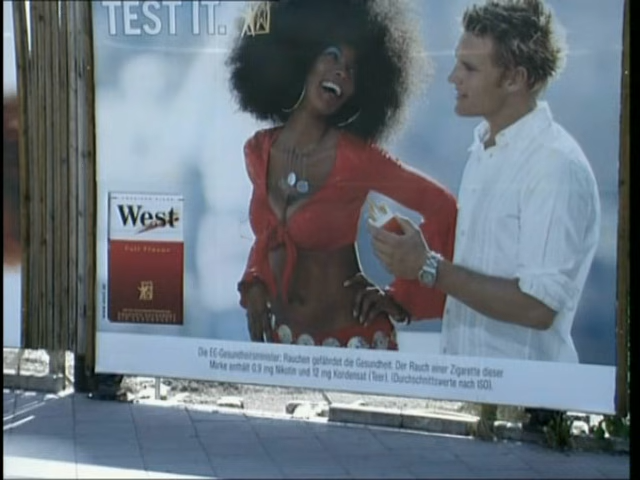 TEST IT.
West
Full Flavor
Die EG-Gesundheitsminister: Rauchen gefährdet die Gesundheit. Der Rauch einer Zigarette dieser
Marke enthält 0,9 mg Nikotin und 12 mg Kondensat (Teer). (Durchschnittswerte nach ISO).